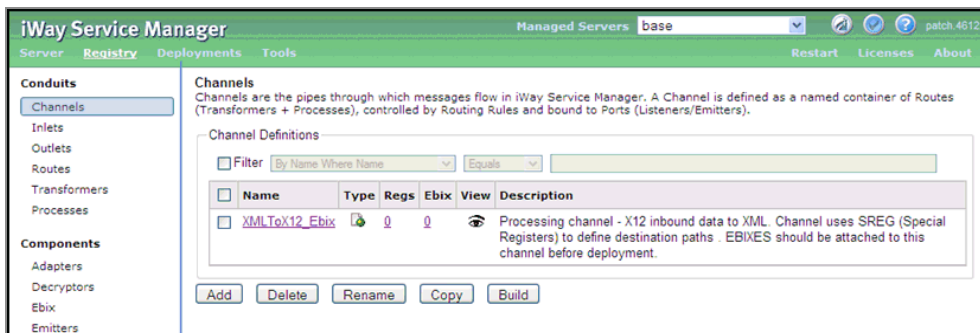 iWay Service Manager
Managed Servers base
patch.4612
Server Registry Deployments Tools
Restart Licenses About
Conduits
Channels
Inlets
Outlets
Routes
Transformers
Processes
Components
Adapters
Decryptors
Ebix
Emitters
Channels
Channels are the pipes through which messages flow in iWay Service Manager. A Channel is defined as a named container of Routes
(Transformers + Processes), controlled by Routing Rules and bound to Ports (Listeners/Emitters).
Channel Definitions
Filter By Name Where Name Equals
Name Type Regs Ebix View Description
XMLToX12_Ebix 0 0 Processing channel - X12 inbound data to XML. Channel uses SREG (Special
Registers) to define destination paths . EBIXES should be attached to this
channel before deployment.
Add Delete Rename Copy Build